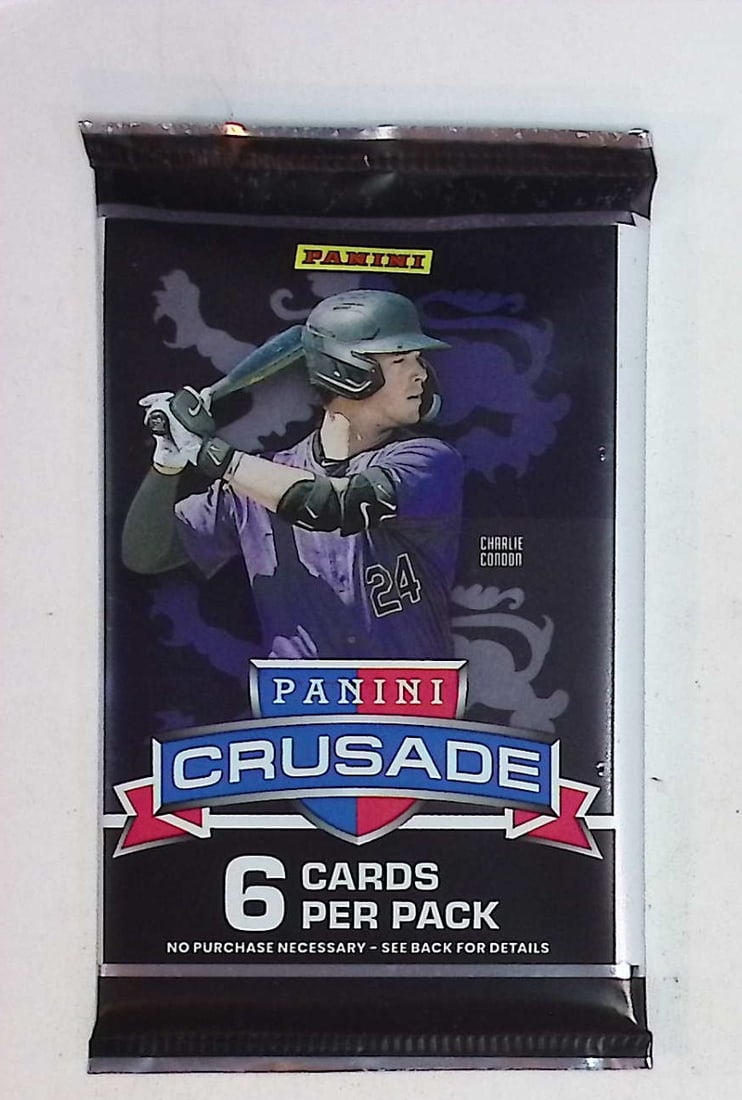 PANINI
CHARLIE
CONDON
24
PANINI
CRUSADE
6 CARDS
PER PACK
NO PURCHASE NECESSARY – SEE BACK FOR DETAILS